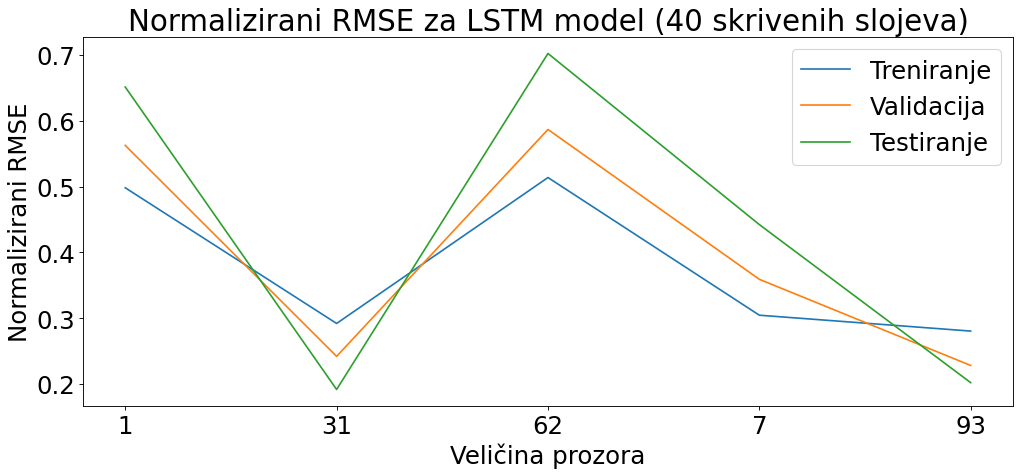 Normalizirani RMSE za LSTM model (40 skrivenih slojeva)
Normalizirani RMSE
0.7
0.6
0.5
0.4
0.3
0.2
Treniranje
Validacija
Testiranje
1 31 62 7 93
Veličina prozora